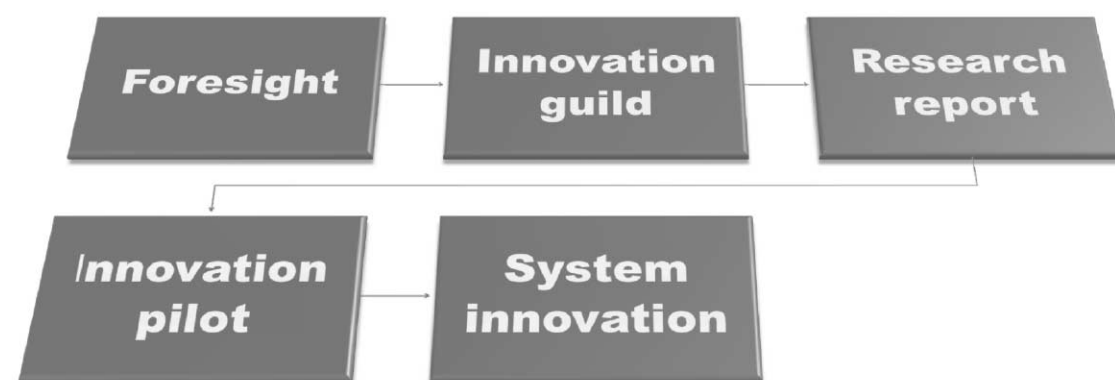 Foresight
Innovation
guild
Research
report
Innovation
pilot
System
innovation